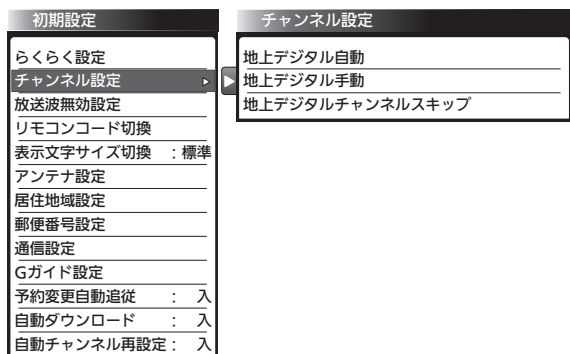 初期設定
らくらく設定
チャンネル設定
放送波無効設定
リモコンコード切換
表示文字サイズ切換 ：標準
アンテナ設定
居住地域設定
郵便番号設定
通信設定
Gガイド設定
予約変更自動追従 ： 入
自動ダウンロード ： 入
自動チャンネル再設定： 入
チャンネル設定
地上デジタル自動
地上デジタル手動
地上デジタルチャンネルスキップ